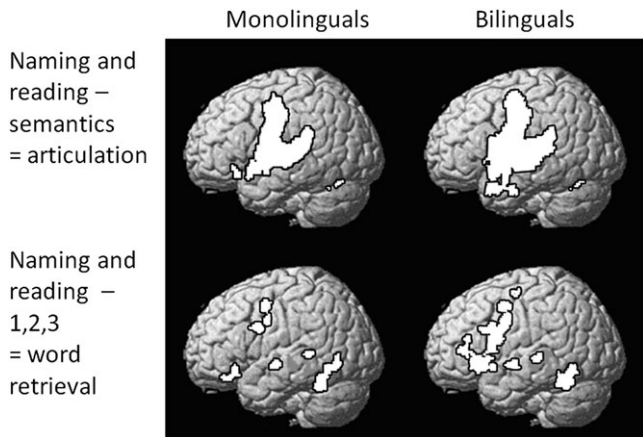 Monolinguals Bilinguals
Naming and
reading –
semantics
= articulation
Naming and
reading –
1,2,3
= word
retrieval